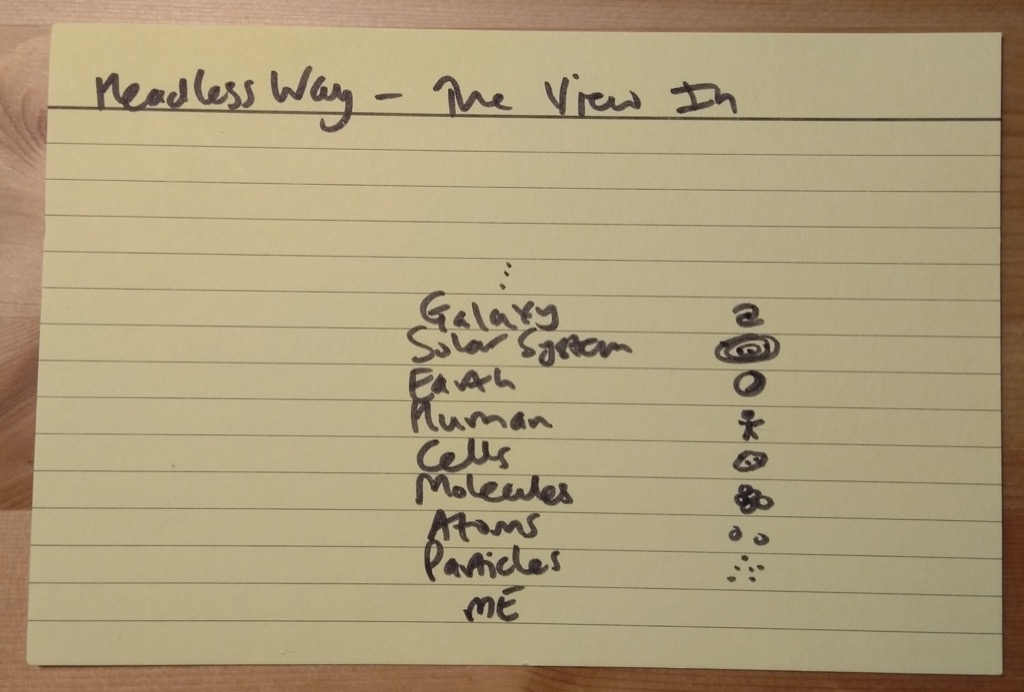 Headless Way - The View In
⋮
Galaxy
Solar System
Earth
Human
Cells
Molecules
Atoms
Particles
ME